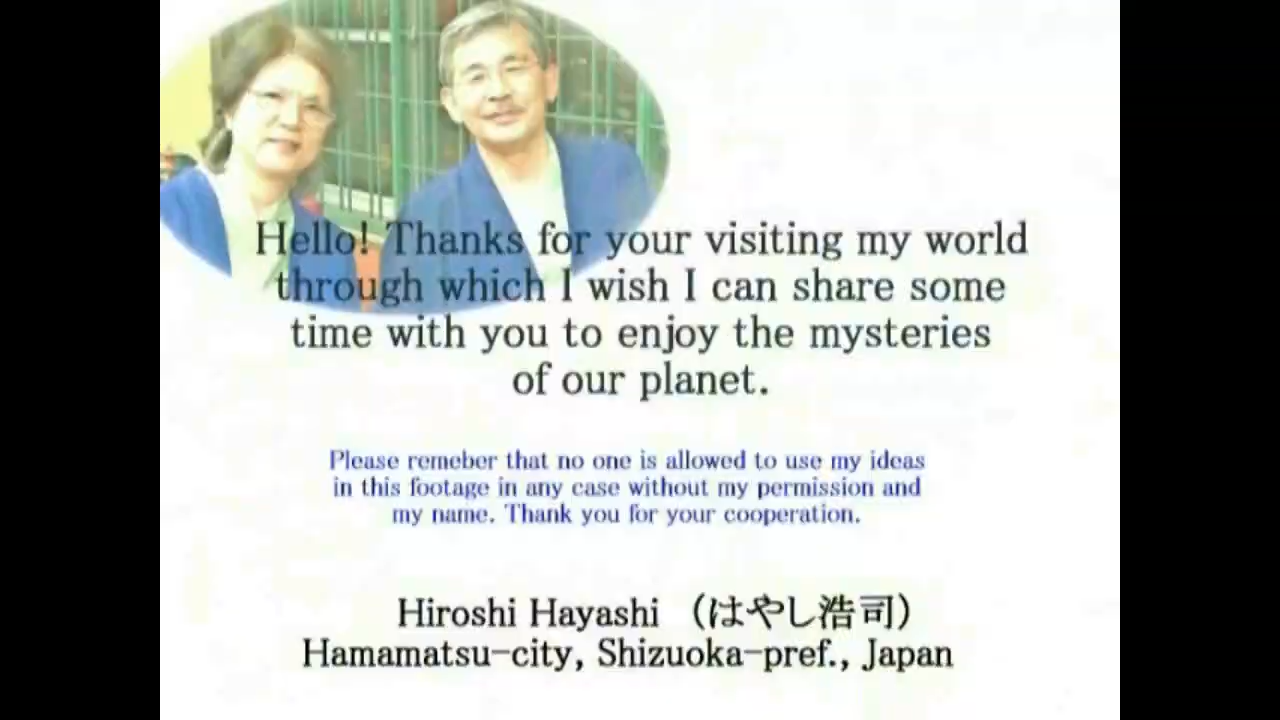 Hello! Thanks for your visiting my world
through which I wish I can share some
time with you to enjoy the mysteries
of our planet.
Please remeber that no one is allowed to use my ideas
in this footage in any case without my permission and
my name. Thank you for your cooperation.
Hiroshi Hayashi （はやし浩司）
Hamamatsu-city, Shizuoka-pref., Japan